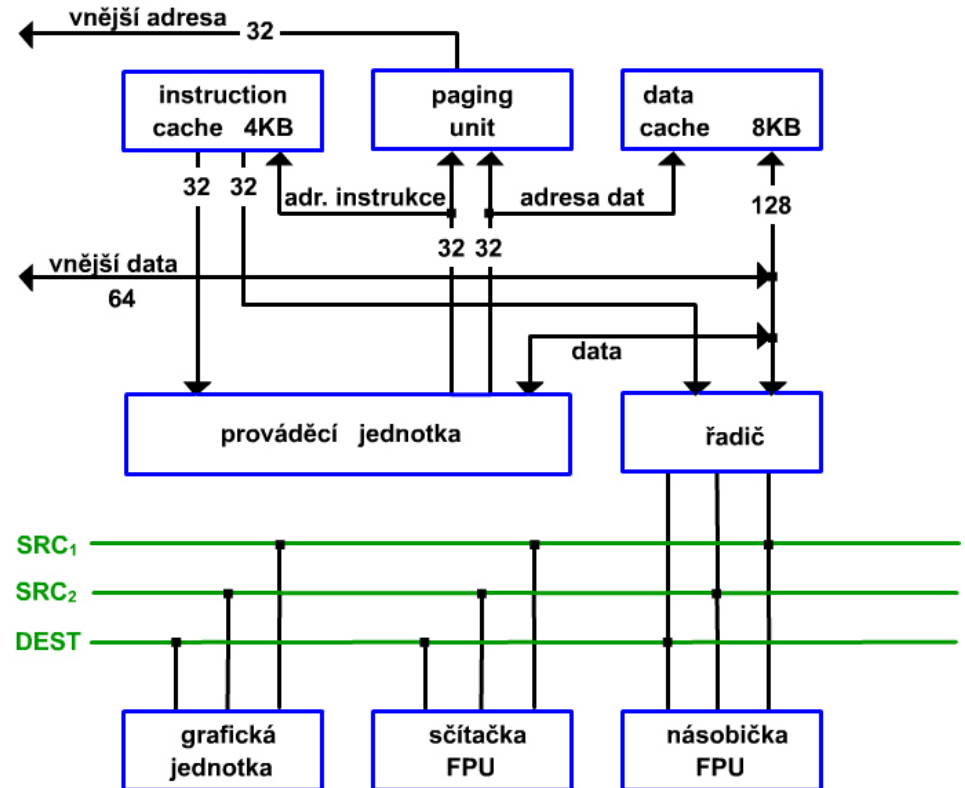 vnější adresa
32
instruction
cache 4KB
paging
unit
data
cache 8KB
32 32
adr. instrukce
adresa dat
128
32 32
vnější data
64
data
prováděcí jednotka
řadič
SRC₁
SRC₂
DEST
grafická
jednotka
sčítačka
FPU
násobička
FPU